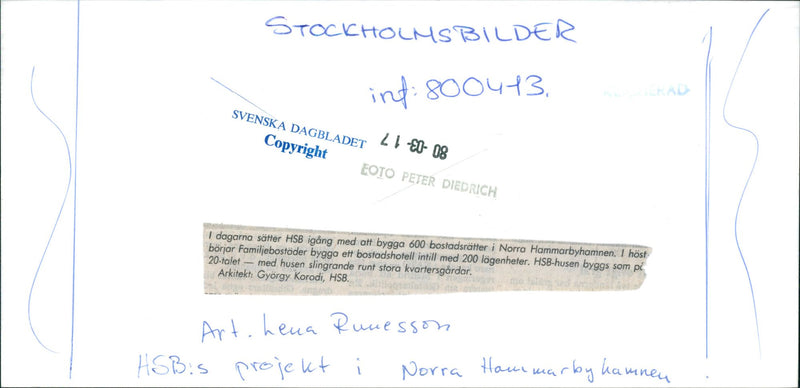 STOCKHOLMSBILDER
inf: 800413.
SVENSKA DAGBLADET
Copyright
80 -03- 17
FOTO PETER DIEDRICH
I dagarna sätter HSB igång med att bygga 600 bostadsrätter i Norra Hammarbyhamnen. I höst
börjar Familjebostäder bygga ett bostadshotell intill med 200 lägenheter. HSB-husen byggs som på
20-talet — med husen slingrande runt stora kvartersgårdar.
Arkitekt: György Korodi, HSB.
Art. Lena Runesson
HSB:s projekt i Norra Hammarbyhamnen.